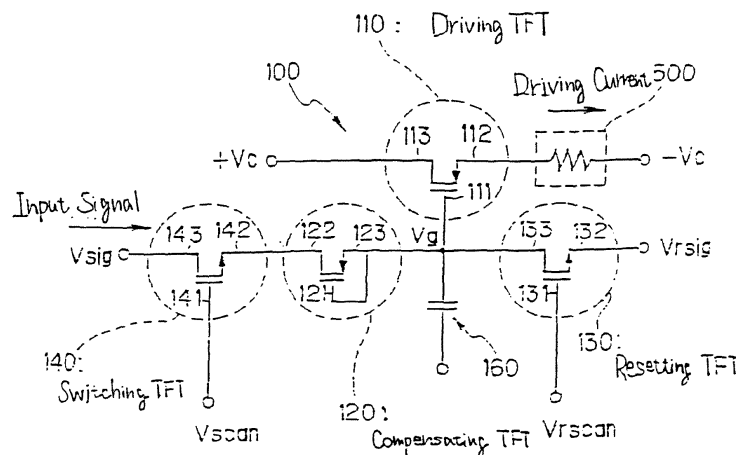 110 : Driving TFT
100
Driving Current 500
113 112
+Vc
-Vc
111
Input Signal
143 142 122 123 Vg 133 132
Vsig
Vrsig
141 121 131
140:
Switching TFT
160
130:
Resetting TFT
120:
Compensating TFT
Vscan
Vrscan